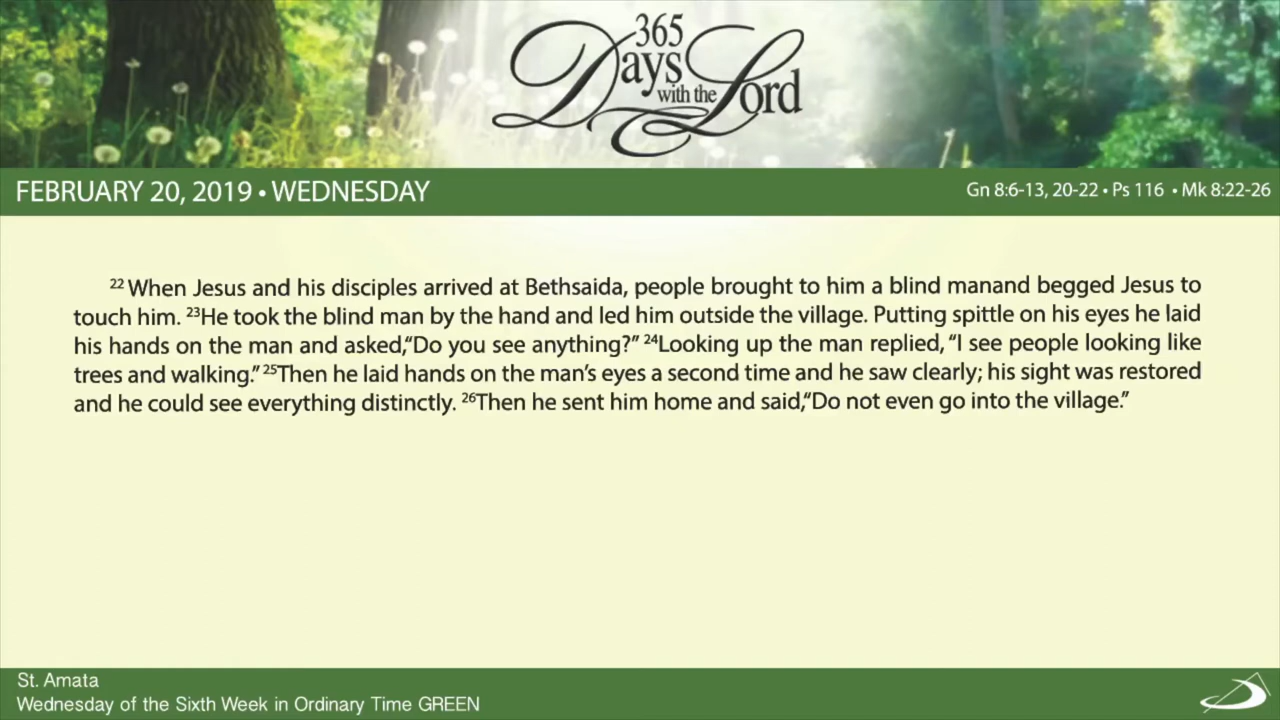 365
Days
with the Lord
FEBRUARY 20, 2019 • WEDNESDAY
Gn 8:6-13, 20-22 • Ps 116 • Mk 8:22-26
22 When Jesus and his disciples arrived at Bethsaida, people brought to him a blind manand begged Jesus to
touch him. 23He took the blind man by the hand and led him outside the village. Putting spittle on his eyes he laid
his hands on the man and asked,“Do you see anything?” 24Looking up the man replied, “I see people looking like
trees and walking.” 25Then he laid hands on the man’s eyes a second time and he saw clearly; his sight was restored
and he could see everything distinctly. 26Then he sent him home and said,“Do not even go into the village.”
St. Amata
Wednesday of the Sixth Week in Ordinary Time GREEN